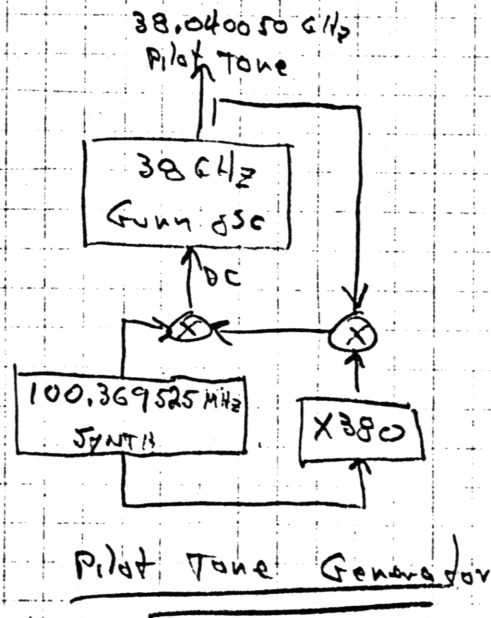 38.040050 GHz
Pilot Tone
38 GHz
Gunn osc
DC
X
X
100.369525 MHz
SYNTH
X380
Pilot Tone Generator